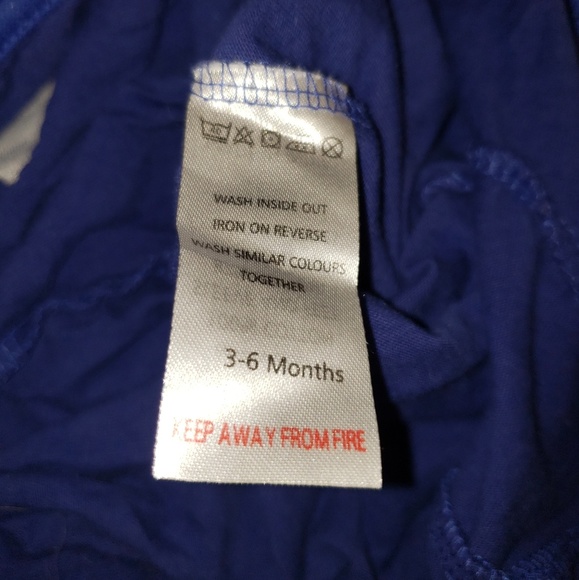 WASH INSIDE OUT
IRON ON REVERSE
WASH SIMILAR COLOURS
TOGETHER
3-6 Months
KEEP AWAY FROM FIRE